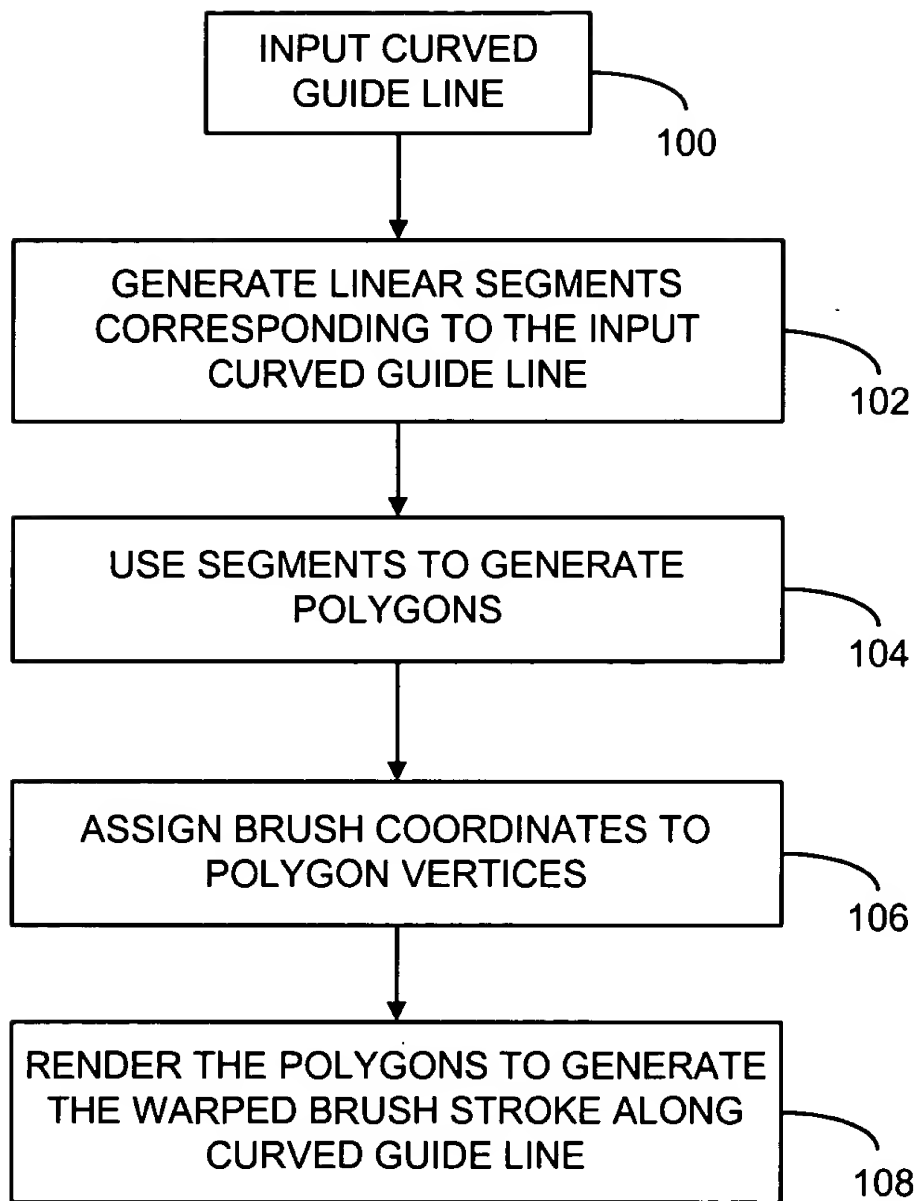 INPUT CURVED
GUIDE LINE
100
GENERATE LINEAR SEGMENTS
CORRESPONDING TO THE INPUT
CURVED GUIDE LINE
102
USE SEGMENTS TO GENERATE
POLYGONS
104
ASSIGN BRUSH COORDINATES TO
POLYGON VERTICES
106
RENDER THE POLYGONS TO GENERATE
THE WARPED BRUSH STROKE ALONG
CURVED GUIDE LINE
108